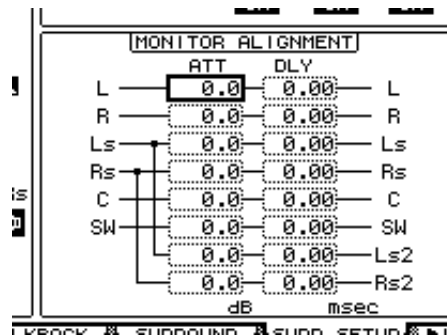 MONITOR ALIGNMENT
ATT DLY
L 0.0 0.00 L
R 0.0 0.00 R
Ls 0.0 0.00 Ls
Rs 0.0 0.00 Rs
C 0.0 0.00 C
SW 0.0 0.00 SW
0.0 0.00 Ls2
0.0 0.00 Rs2
dB msec
SURROUND SURR SETUP